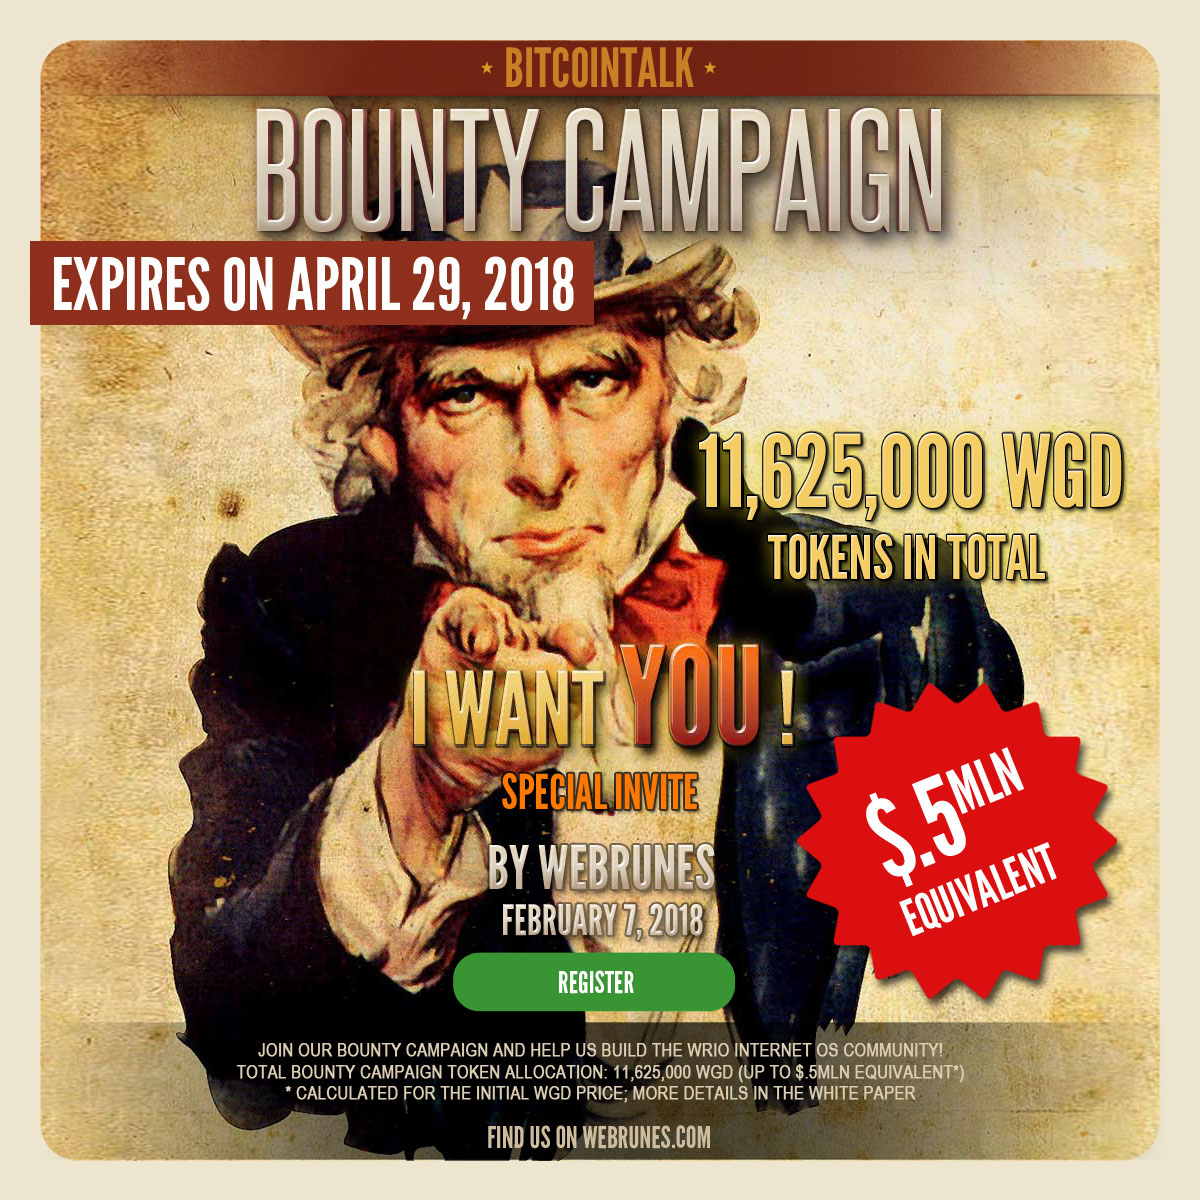 ★ BITCOINTALK ★
BOUNTY CAMPAIGN
EXPIRES ON APRIL 29, 2018
11,625,000 WGD
TOKENS IN TOTAL
I WANT YOU !
SPECIAL INVITE
$.5MLN
EQUIVALENT
BY WEBRUNES
FEBRUARY 7, 2018
REGISTER
JOIN OUR BOUNTY CAMPAIGN AND HELP US BUILD THE WRIO INTERNET OS COMMUNITY!
TOTAL BOUNTY CAMPAIGN TOKEN ALLOCATION: 11,625,000 WGD (UP TO $.5MLN EQUIVALENT*)
* CALCULATED FOR THE INITIAL WGD PRICE; MORE DETAILS IN THE WHITE PAPER
FIND US ON WEBRUNES.COM